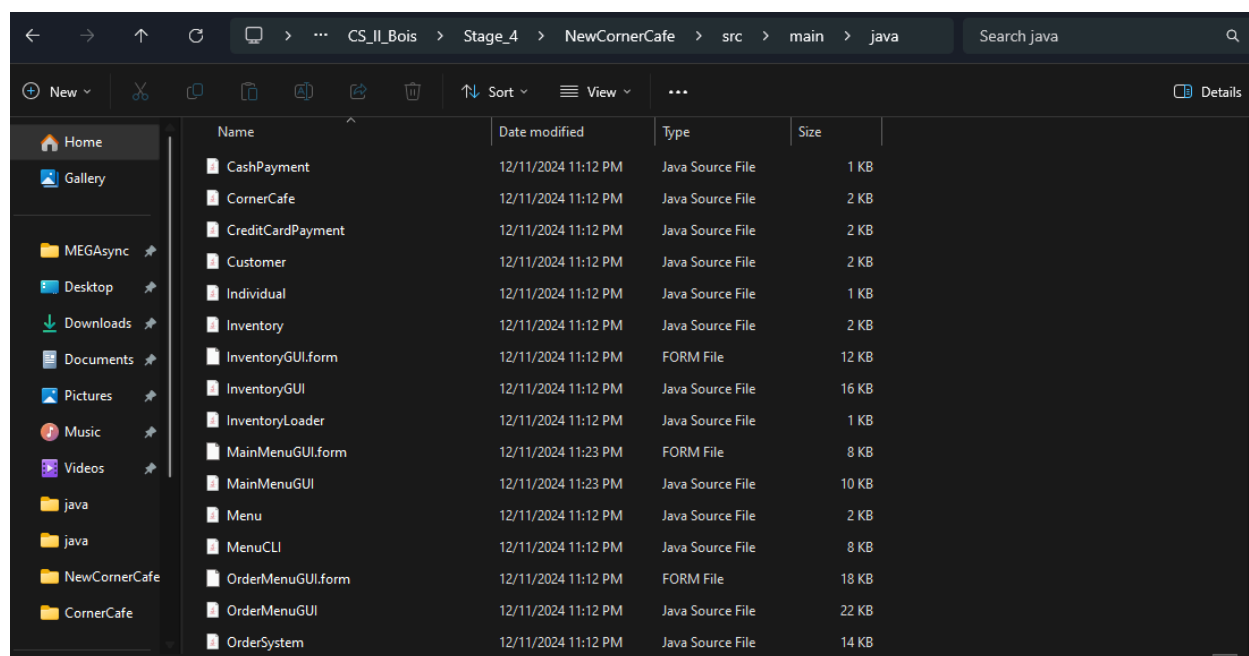 ··· CS_II_Bois > Stage_4 > NewCornerCafe > src > main > java Search java
New Sort View ··· Details
Name Date modified Type Size
Home
Gallery
MEGAsync
Desktop
Downloads
Documents
Pictures
Music
Videos
java
java
NewCornerCafe
CornerCafe
CashPayment 12/11/2024 11:12 PM Java Source File 1 KB
CornerCafe 12/11/2024 11:12 PM Java Source File 2 KB
CreditCardPayment 12/11/2024 11:12 PM Java Source File 2 KB
Customer 12/11/2024 11:12 PM Java Source File 2 KB
Individual 12/11/2024 11:12 PM Java Source File 1 KB
Inventory 12/11/2024 11:12 PM Java Source File 2 KB
InventoryGUI.form 12/11/2024 11:12 PM FORM File 12 KB
InventoryGUI 12/11/2024 11:12 PM Java Source File 16 KB
InventoryLoader 12/11/2024 11:12 PM Java Source File 1 KB
MainMenuGUI.form 12/11/2024 11:23 PM FORM File 8 KB
MainMenuGUI 12/11/2024 11:23 PM Java Source File 10 KB
Menu 12/11/2024 11:12 PM Java Source File 2 KB
MenuCLI 12/11/2024 11:12 PM Java Source File 8 KB
OrderMenuGUI.form 12/11/2024 11:12 PM FORM File 18 KB
OrderMenuGUI 12/11/2024 11:12 PM Java Source File 22 KB
OrderSystem 12/11/2024 11:12 PM Java Source File 14 KB